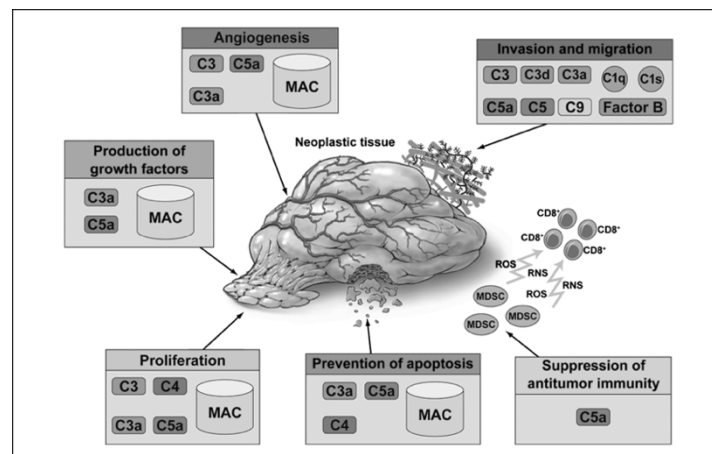 Angiogenesis
C3 C5a
C3a
MAC
Invasion and migration
C3 C3d C3a C1q C1s
C5a C5 C9 Factor B
Neoplastic tissue
Production of
growth factors
C3a
C5a
MAC
CD8+
CD8+
CD8+
ROS
RNS
ROS
RNS
MDSC
MDSC
MDSC
Proliferation
C3 C4
C3a C5a
MAC
Prevention of apoptosis
C3a C5a
C4
MAC
Suppression of
antitumor immunity
C5a